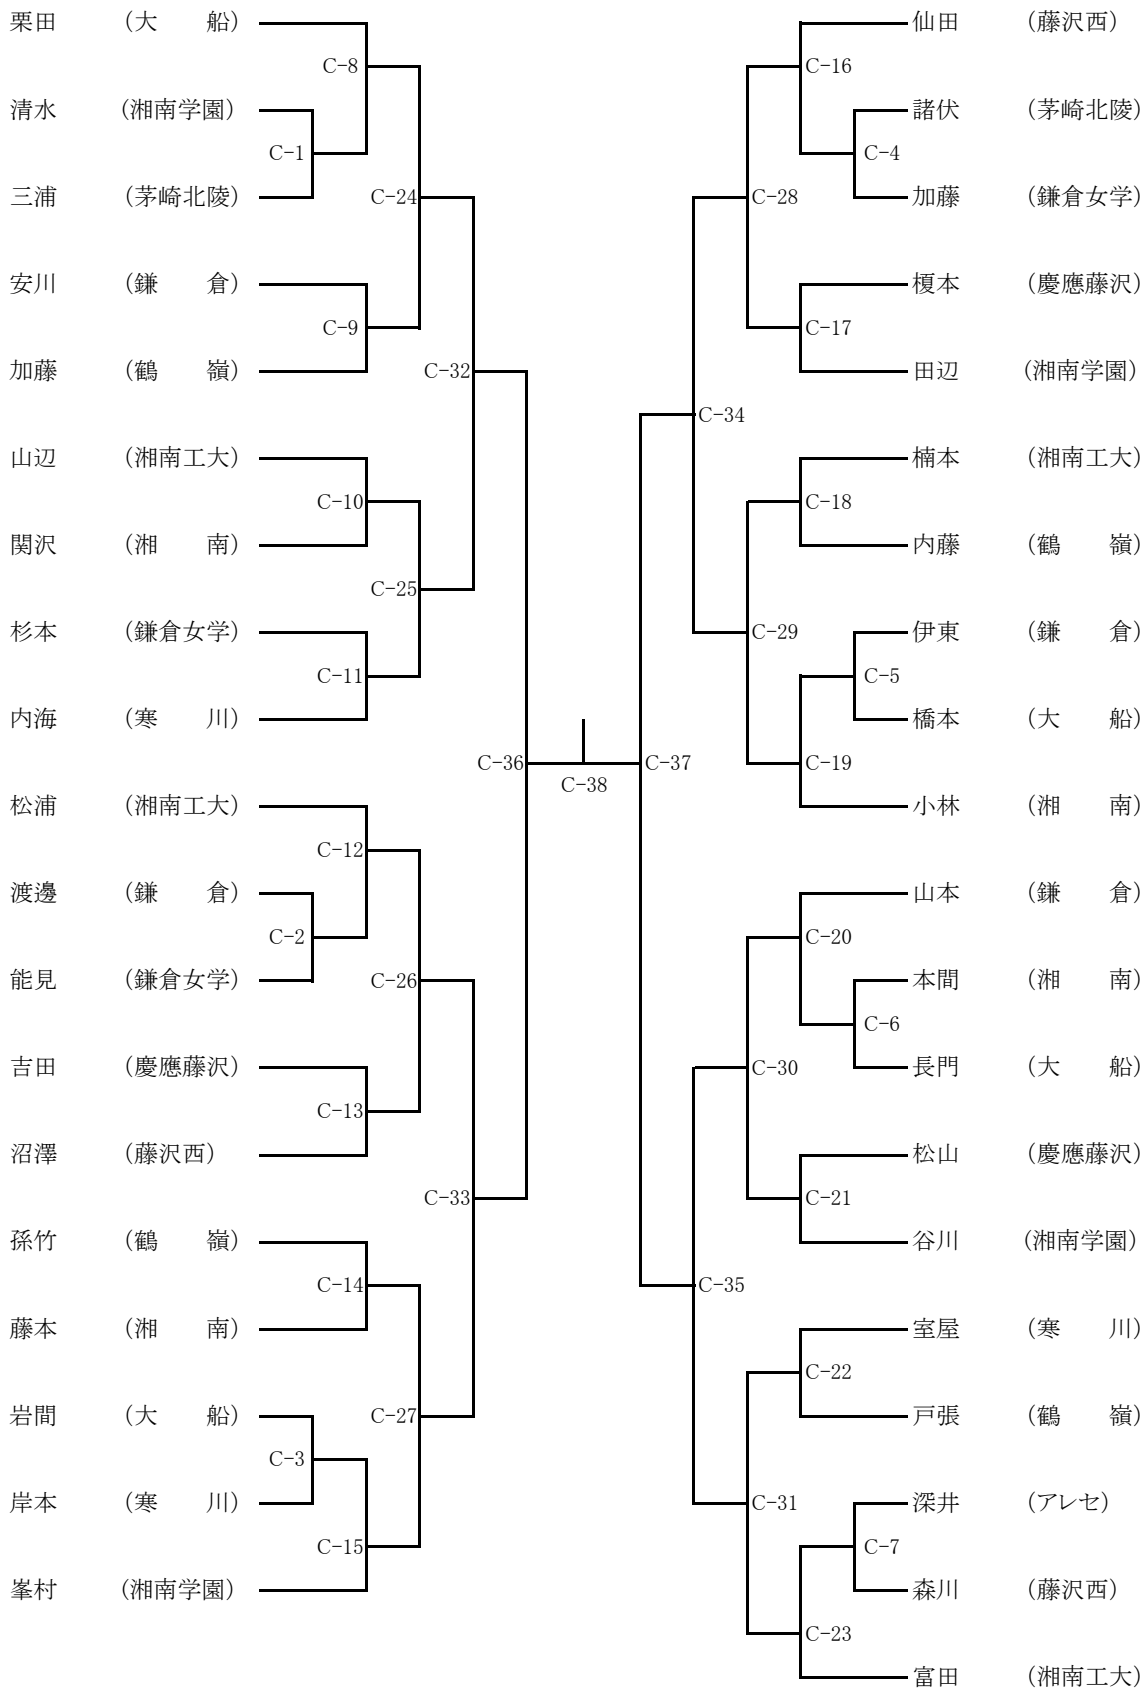 栗田 （大 船）
C-8
清水 （湘南学園）
C-1
三浦 （茅崎北陵）
C-24
安川 （鎌 倉）
C-9
加藤 （鶴 嶺）
C-32
山辺 （湘南工大）
C-10
関沢 （湘 南）
C-25
杉本 （鎌倉女学）
C-11
内海 （寒 川）
C-36
松浦 （湘南工大）
C-12
渡邊 （鎌 倉）
C-2
能見 （鎌倉女学）
C-26
吉田 （慶應藤沢）
C-13
沼澤 （藤沢西）
C-33
孫竹 （鶴 嶺）
C-14
藤本 （湘 南）
岩間 （大 船）
C-27
C-3
岸本 （寒 川）
C-15
峯村 （湘南学園）
C-38
仙田 （藤沢西）
C-16
諸伏 （茅崎北陵）
C-4
加藤 （鎌倉女学）
C-28
榎本 （慶應藤沢）
C-17
田辺 （湘南学園）
C-34
楠本 （湘南工大）
C-18
内藤 （鶴 嶺）
伊東 （鎌 倉）
C-29
C-5
橋本 （大 船）
C-37
C-19
小林 （湘 南）
山本 （鎌 倉）
C-20
本間 （湘 南）
C-6
長門 （大 船）
C-30
松山 （慶應藤沢）
C-21
谷川 （湘南学園）
C-35
室屋 （寒 川）
C-22
戸張 （鶴 嶺）
深井 （アレセ）
C-31
C-7
森川 （藤沢西）
C-23
富田 （湘南工大）